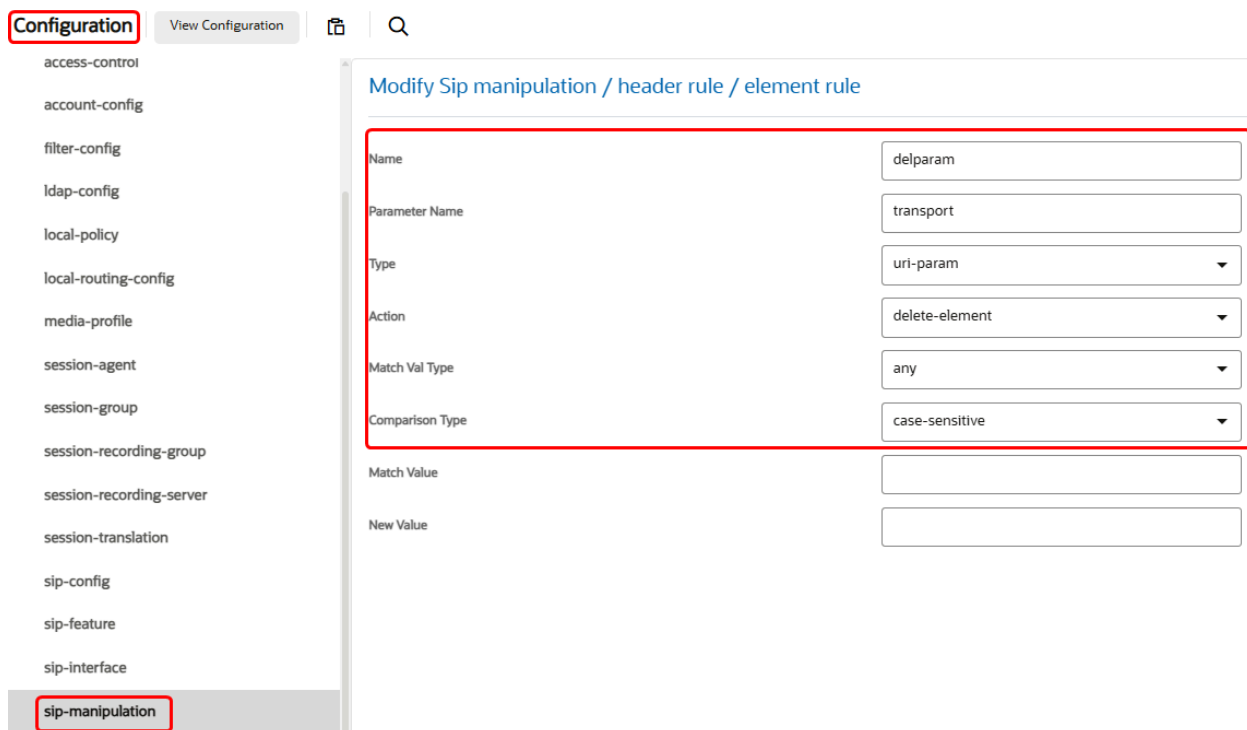 Configuration View Configuration
access-control
account-config
filter-config
ldap-config
local-policy
local-routing-config
media-profile
session-agent
session-group
session-recording-group
session-recording-server
session-translation
sip-config
sip-feature
sip-interface
sip-manipulation
Modify Sip manipulation / header rule / element rule
Name delparam
Parameter Name transport
Type uri-param
Action delete-element
Match Val Type any
Comparison Type case-sensitive
Match Value
New Value